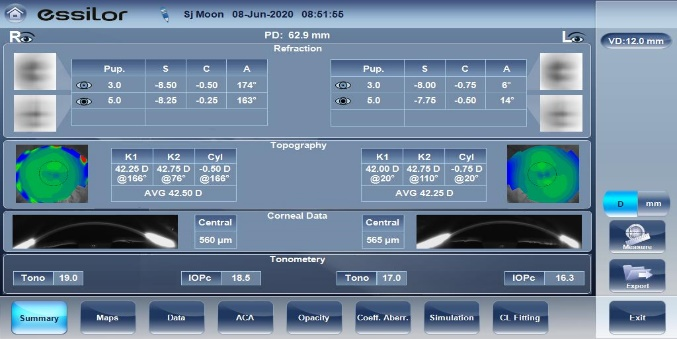 essilor Sj Moon 08-Jun-2020 08:51:55
R PD: 62.9 mm L VD:12.0 mm
Refraction
Pup. S C A
3.0 -8.50 -0.50 174°
5.0 -8.25 -0.25 163°
Pup. S C A
3.0 -8.00 -0.75 6°
5.0 -7.75 -0.50 14°
Topography
K1 K2 Cyl
42.25 D 42.75 D -0.50 D
@166° @76° @166°
AVG 42.50 D
K1 K2 Cyl
42.00 D 42.75 D -0.75 D
@20° @110° @20°
AVG 42.25 D
D mm
Corneal Data
Central
560 µm
Central
565 µm
Measure
Tonometery
Tono 19.0 IOPc 18.5 Tono 17.0 IOPc 16.3
Export
Summary Maps Data ACA Opacity Coeff. Aberr. Simulation CL Fitting Exit